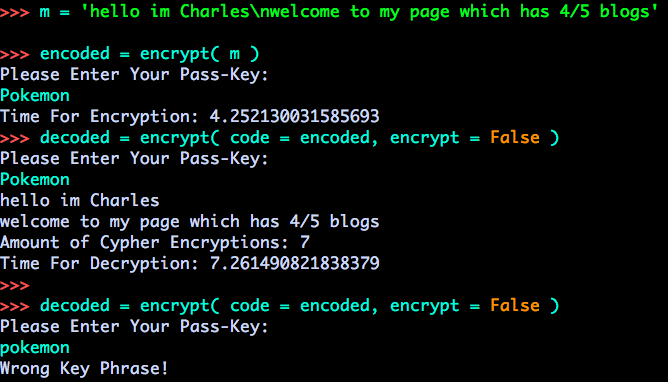 >>> m = 'hello im Charles\nwelcome to my page which has 4/5 blogs'
>>> encoded = encrypt( m )
Please Enter Your Pass-Key:
Pokemon
Time For Encryption: 4.252130031585693
>>> decoded = encrypt( code = encoded, encrypt = False )
Please Enter Your Pass-Key:
Pokemon
hello im Charles
welcome to my page which has 4/5 blogs
Amount of Cypher Encryptions: 7
Time For Decryption: 7.261490821838379
>>>
>>> decoded = encrypt( code = encoded, encrypt = False )
Please Enter Your Pass-Key:
pokemon
Wrong Key Phrase!